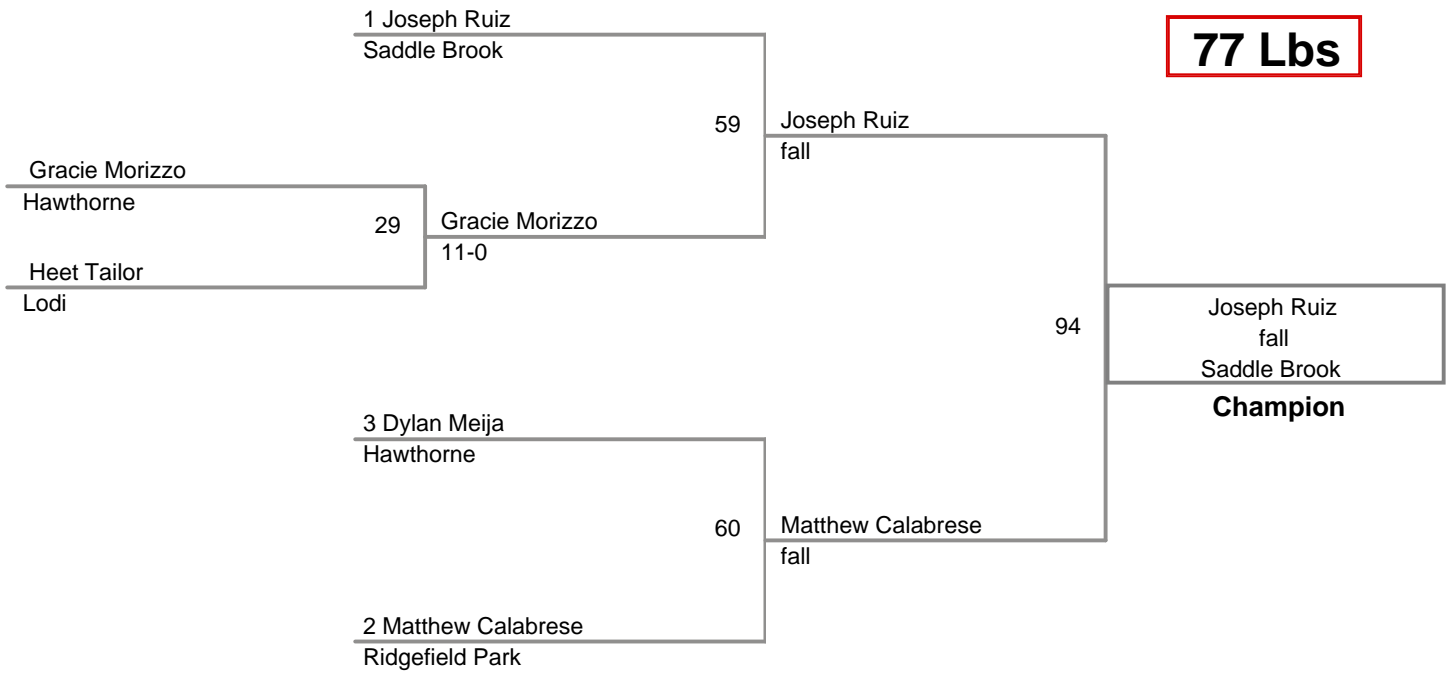 1 Joseph Ruiz
Saddle Brook
77 Lbs
59
Joseph Ruiz
fall
Gracie Morizzo
Hawthorne
29
Gracie Morizzo
11-0
Heet Tailor
Lodi
94
Joseph Ruiz
fall
Saddle Brook
Champion
3 Dylan Meija
Hawthorne
60
Matthew Calabrese
fall
2 Matthew Calabrese
Ridgefield Park